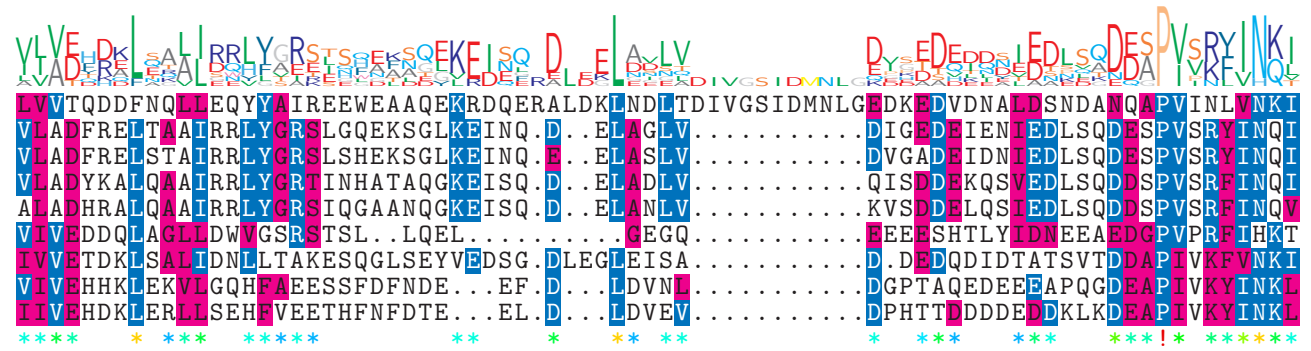 LVVTQDDFNQLLEQYYAIREEWEAAQEKRDQERALDKLNDLTDIVGSIDMNLGEDKEDVDNALDSNDANQAPVINLVNKI
VLADFRELTAAIRRLYGRSLGQEKSGLKEINQ.D..ELAGLV...........DIGEDEIENIEDLSQDESPVSRYINQI
VLADFRELSTAIRRLYGRSLSHEKSGLKEINQ.E..ELASLV...........DVGADEIDNIEDLSQDESPVSRYINQI
VLADYKALQAAIRRLYGRTINHATAQGKEISQ.D..ELADLV...........QISDDEKQSVEDLSQDDSPVSRFINQI
ALADHRALQAAIRRLYGRSIQGAANQGKEISQ.D..ELANLV...........KVSDDELQSIEDLSQDDSPVSRFINQV
VIVEDDQLAGLLDWVGSRSTSL..LQEL..........GEGQ...........EEEESHTLYIDNEEAEDGPVPRFIHKT
IVVETDKLSALIDNLLTAKESQGLSEYVEDSG.DLEGLEISA...........D.DEDQDIDTATSVTDDAPIVKFVNKI
VIVEHHKLEKVLGQHFAEESSFDFNDE...EF.D...LDVNL...........DGPTAQEDEEEAPQGDEAPIVKYINKL
IIVEHDKLERLLSEHFVEETHFNFDTE...EL.D...LDVEV...........DPHTTDDDDEDDKLKDEAPIVKYINKL
**** * *** ***** ** * ** ** * *** *** ***!* ******